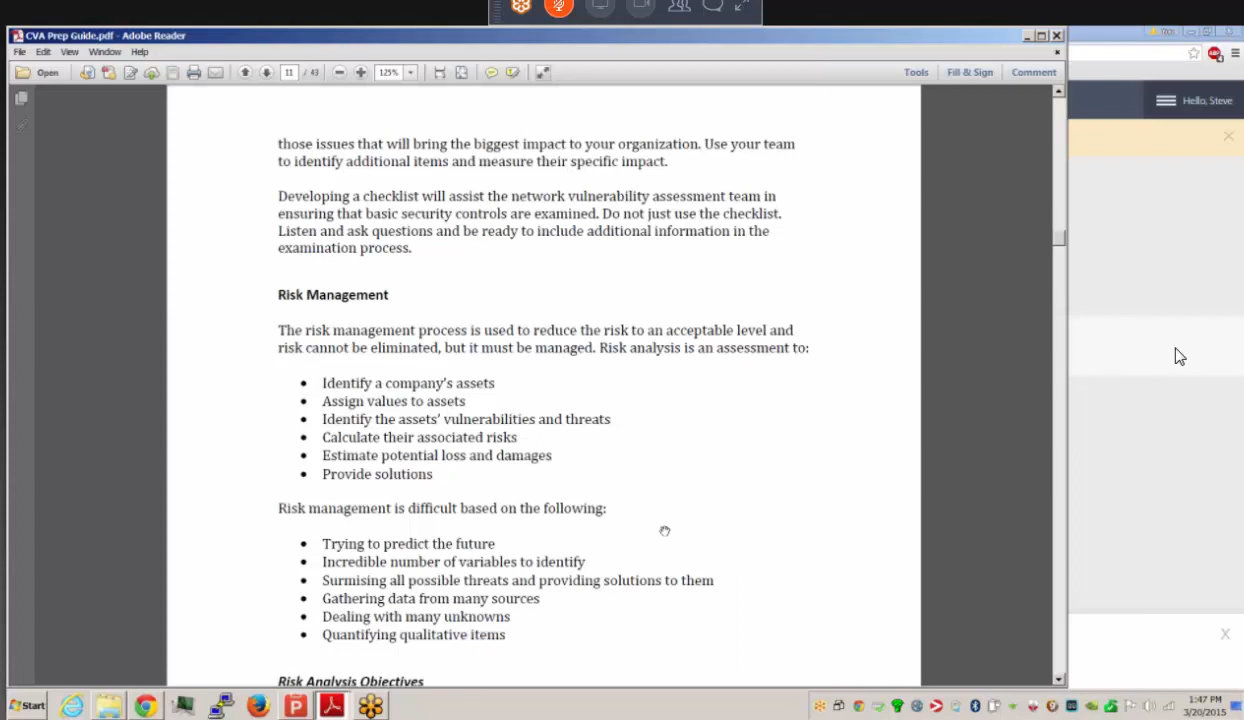 CVA Prep Guide.pdf - Adobe Reader
File Edit View Window Help
Open 11 / 43 125% Tools Fill & Sign Comment
Hello, Steve
those issues that will bring the biggest impact to your organization. Use your team
to identify additional items and measure their specific impact.
Developing a checklist will assist the network vulnerability assessment team in
ensuring that basic security controls are examined. Do not just use the checklist.
Listen and ask questions and be ready to include additional information in the
examination process.
Risk Management
The risk management process is used to reduce the risk to an acceptable level and
risk cannot be eliminated, but it must be managed. Risk analysis is an assessment to:
• Identify a company's assets
• Assign values to assets
• Identify the assets' vulnerabilities and threats
• Calculate their associated risks
• Estimate potential loss and damages
• Provide solutions
Risk management is difficult based on the following:
• Trying to predict the future
• Incredible number of variables to identify
• Surmising all possible threats and providing solutions to them
• Gathering data from many sources
• Dealing with many unknowns
• Quantifying qualitative items
Risk Analysis Objectives
Start
1:47 PM
3/20/2015